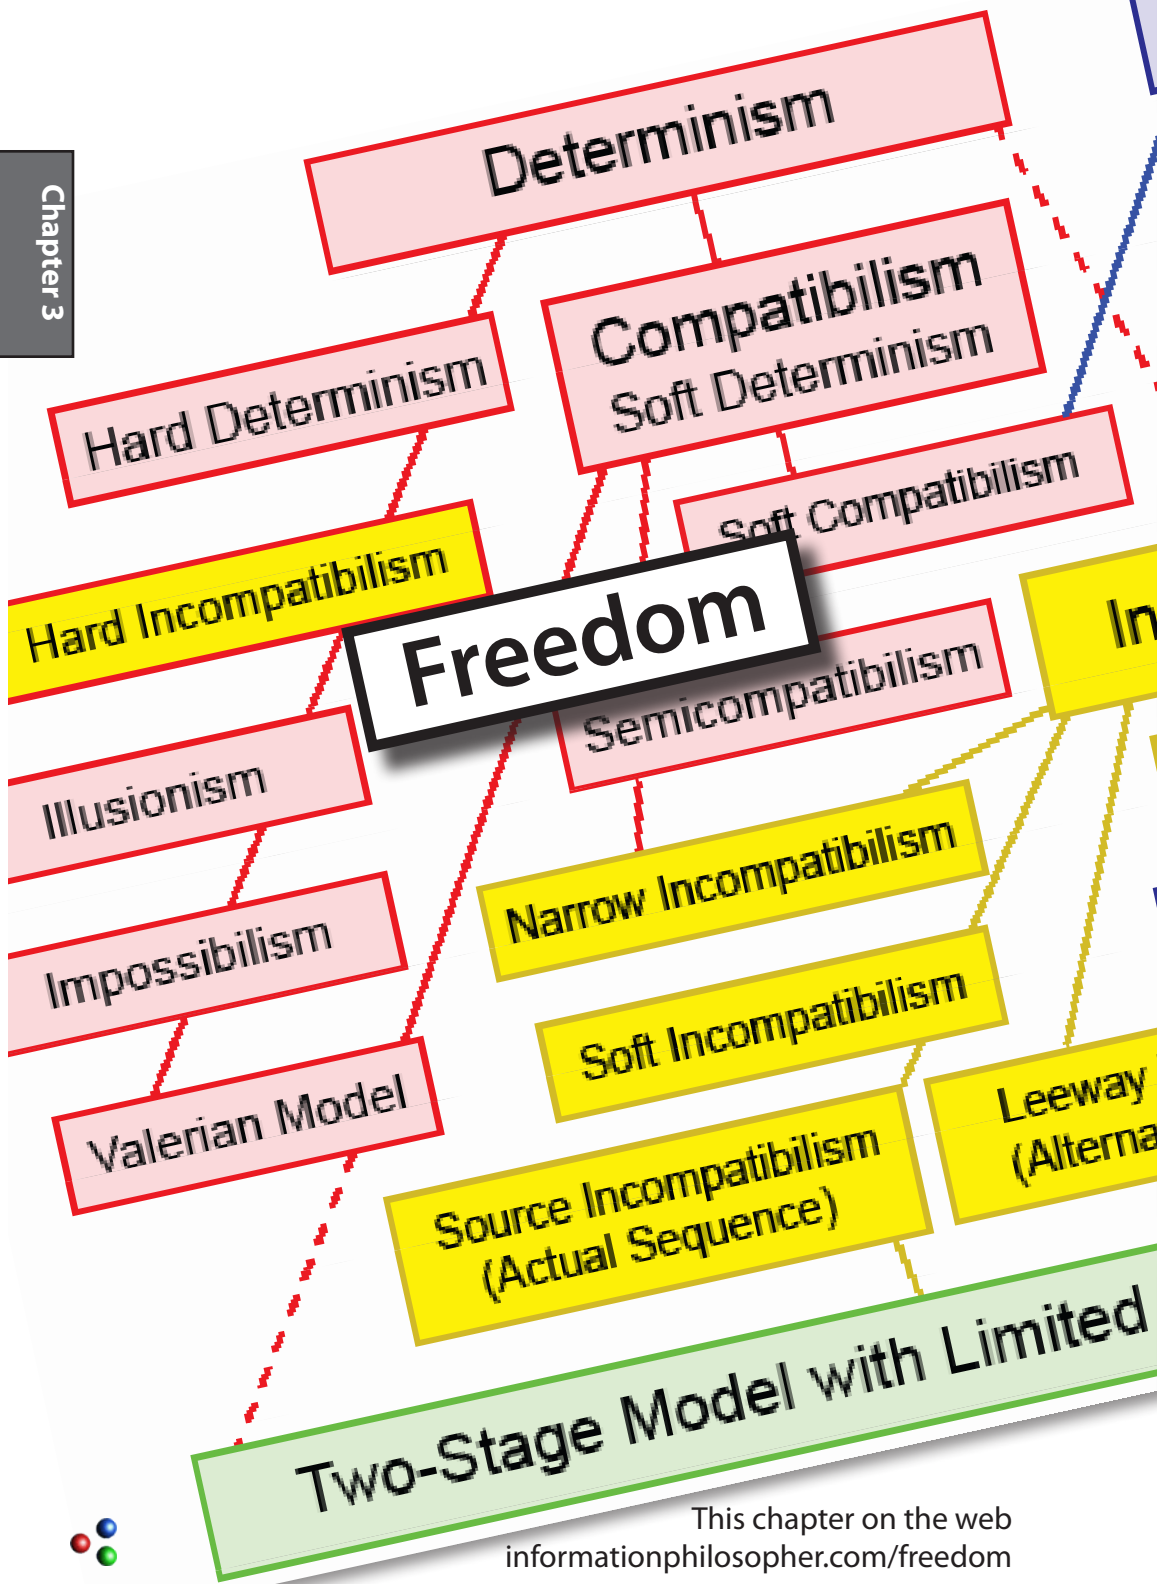 Chapter 3
Determinism
Compatibilism
Soft Determinism
Hard Determinism
Soft Compatibilism
Hard Incompatibilism
Freedom
In
Semicompatibilism
Illusionism
Narrow Incompatibilism
Impossibilism
Soft Incompatibilism
Valerian Model
Leeway
(Alterna
Source Incompatibilism
(Actual Sequence)
Two-Stage Model with Limited
This chapter on the web
informationphilosopher.com/freedom